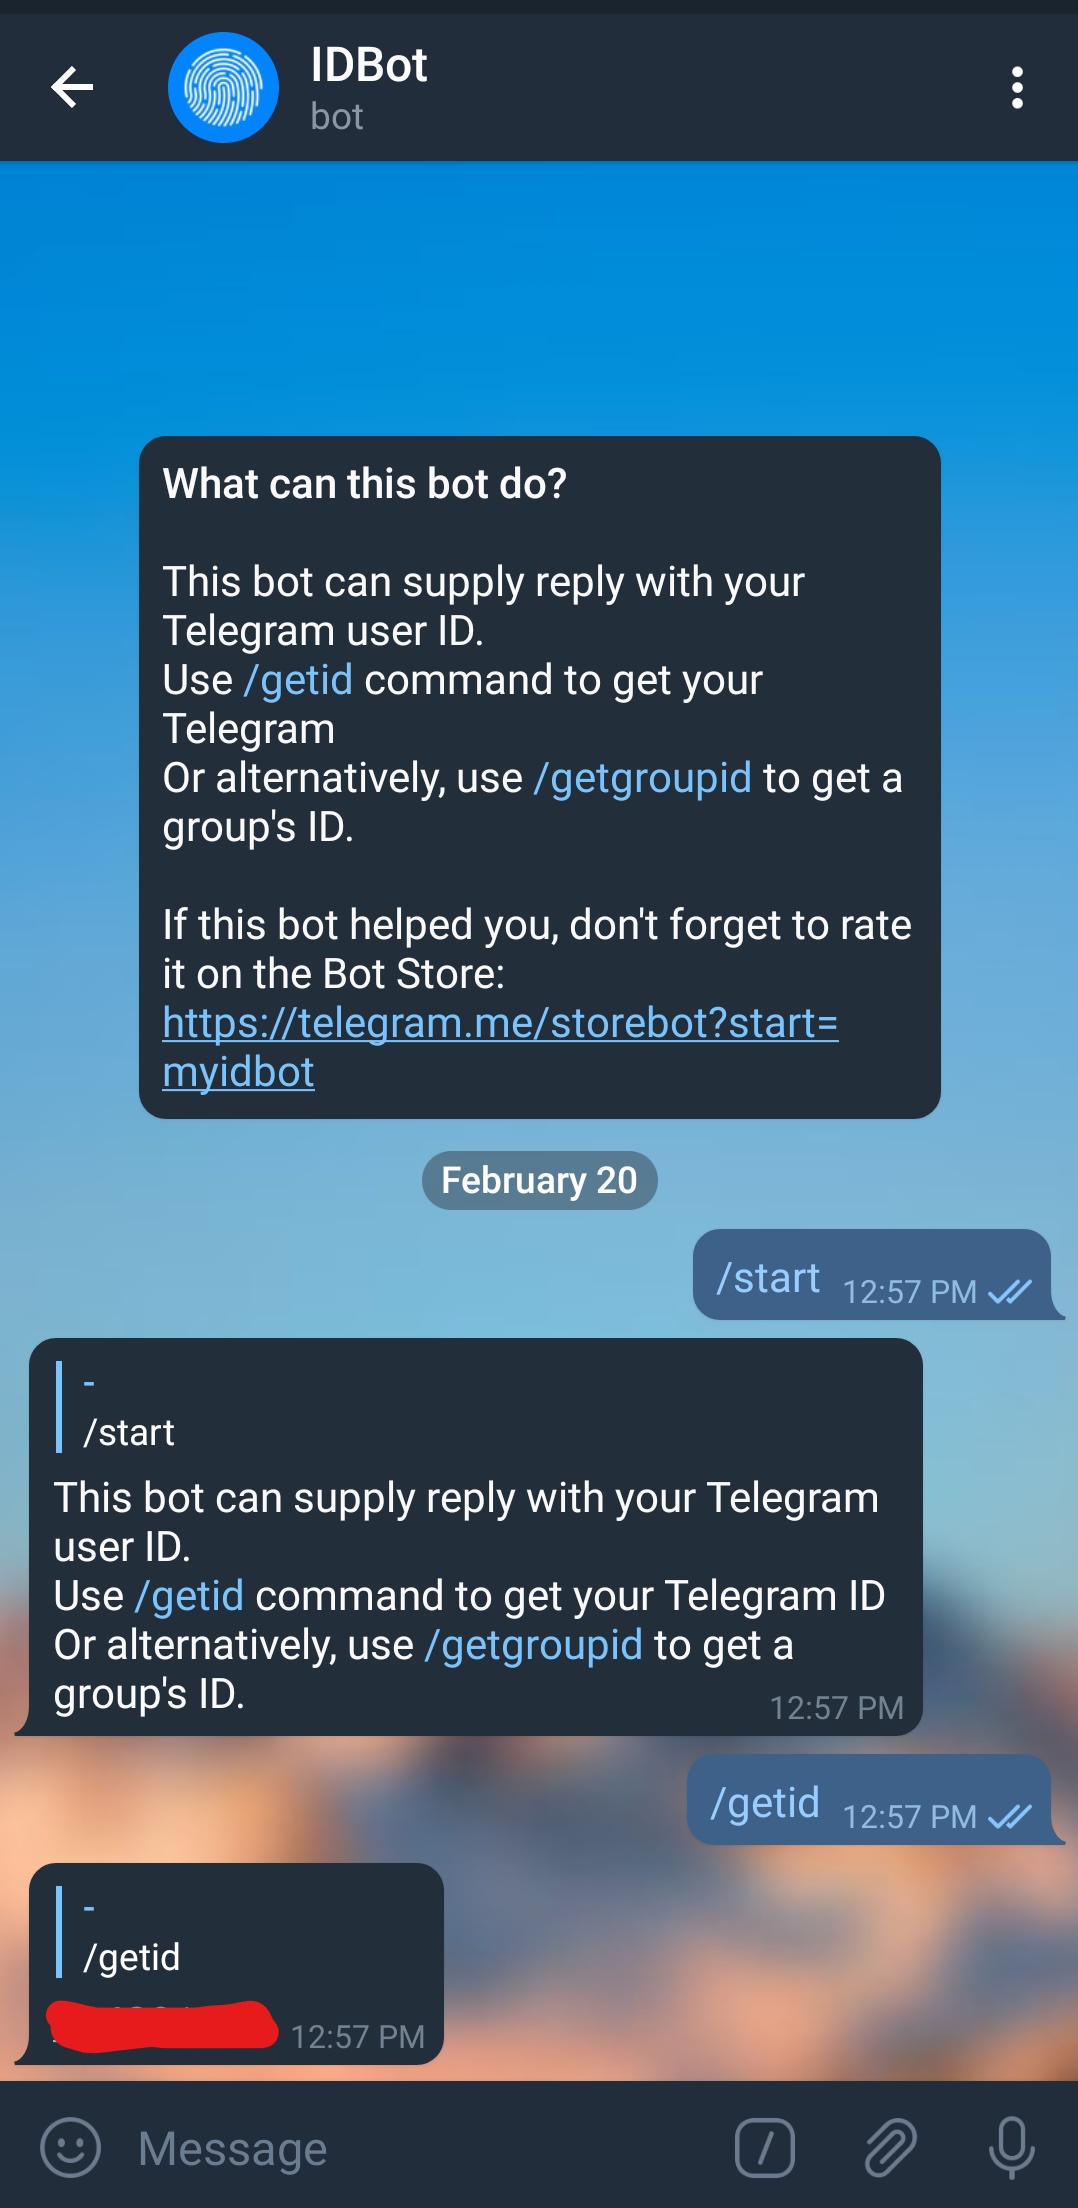 IDBot
bot
What can this bot do?
This bot can supply reply with your
Telegram user ID.
Use /getid command to get your
Telegram
Or alternatively, use /getgroupid to get a
group's ID.
If this bot helped you, don't forget to rate
it on the Bot Store:
https://telegram.me/storebot?start=
myidbot
February 20
/start 12:57 PM
-
/start
This bot can supply reply with your Telegram
user ID.
Use /getid command to get your Telegram ID
Or alternatively, use /getgroupid to get a
group's ID.
12:57 PM
/getid 12:57 PM
-
/getid
12:57 PM
Message